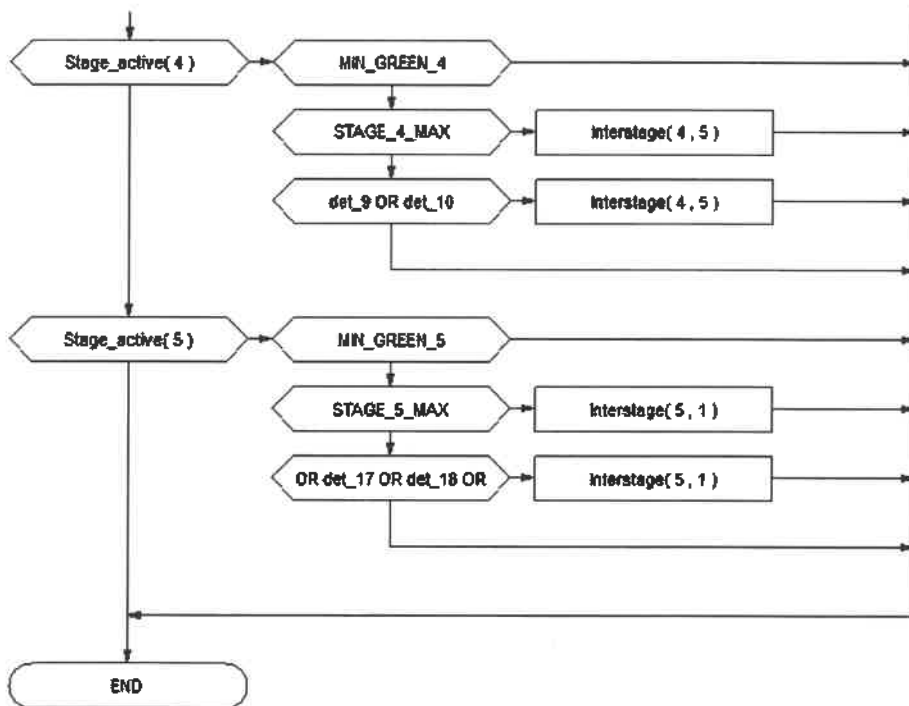 Stage_active( 4 )
MIN_GREEN_4
STAGE_4_MAX
Interstage( 4 , 5 )
det_9 OR det_10
Interstage( 4 , 5 )
Stage_active( 5 )
MIN_GREEN_5
STAGE_5_MAX
Interstage( 5 , 1 )
OR det_17 OR det_18 OR
Interstage( 5 , 1 )
END